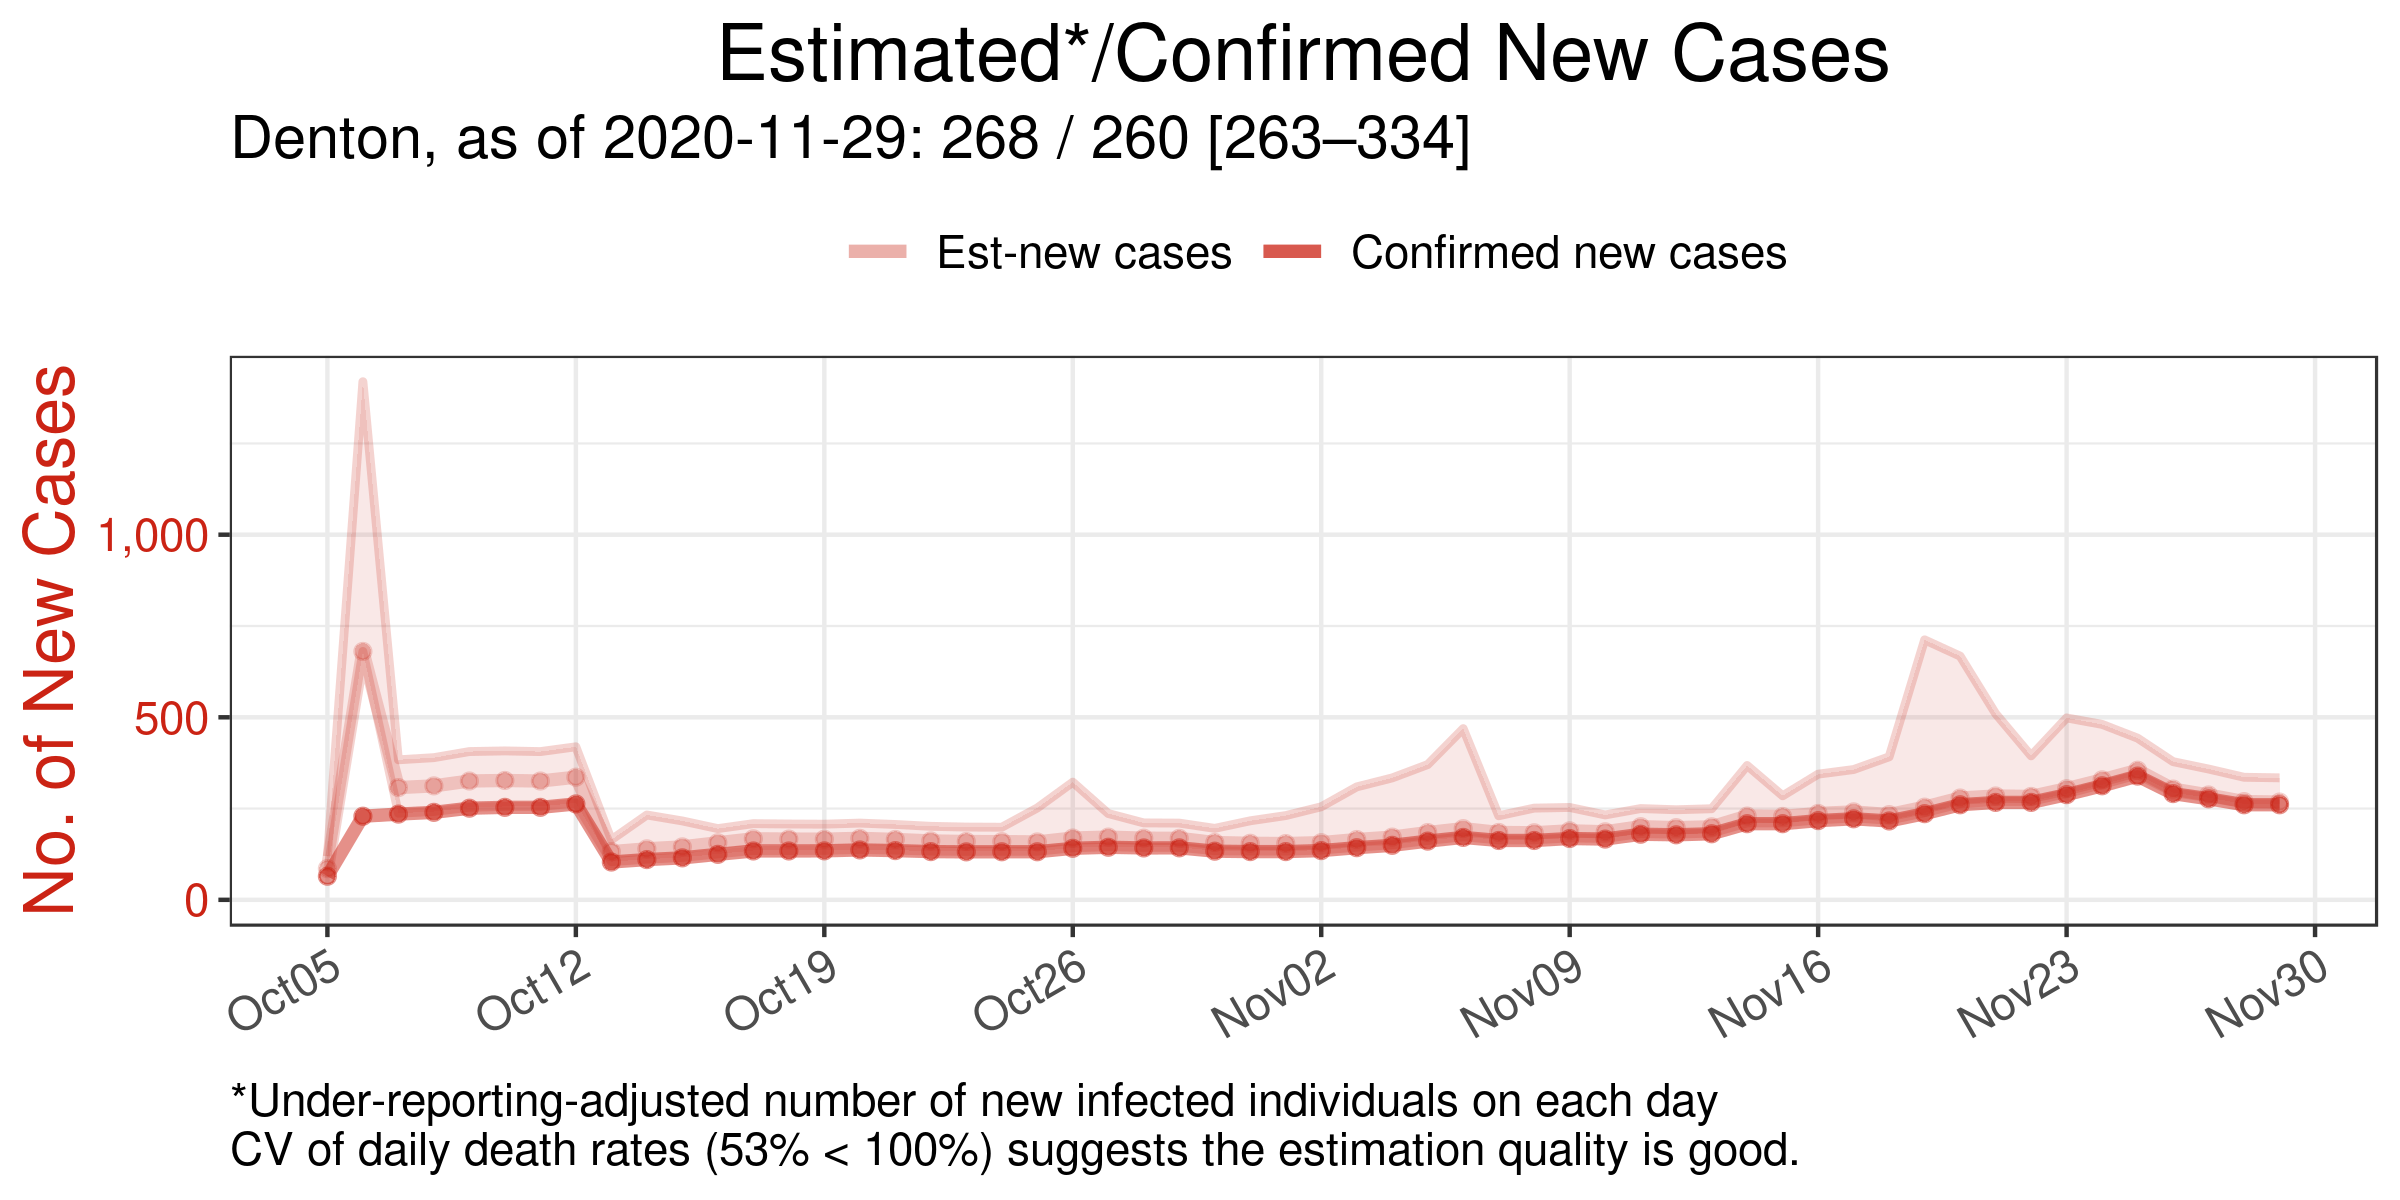 Estimated*/Confirmed New Cases
Denton, as of 2020-11-29: 268 / 260 [263–334]
Est-new cases Confirmed new cases
No. of New Cases
1,000
500
0
Oct05 Oct12 Oct19 Oct26 Nov02 Nov09 Nov16 Nov23 Nov30
*Under-reporting-adjusted number of new infected individuals on each day
CV of daily death rates (53% < 100%) suggests the estimation quality is good.